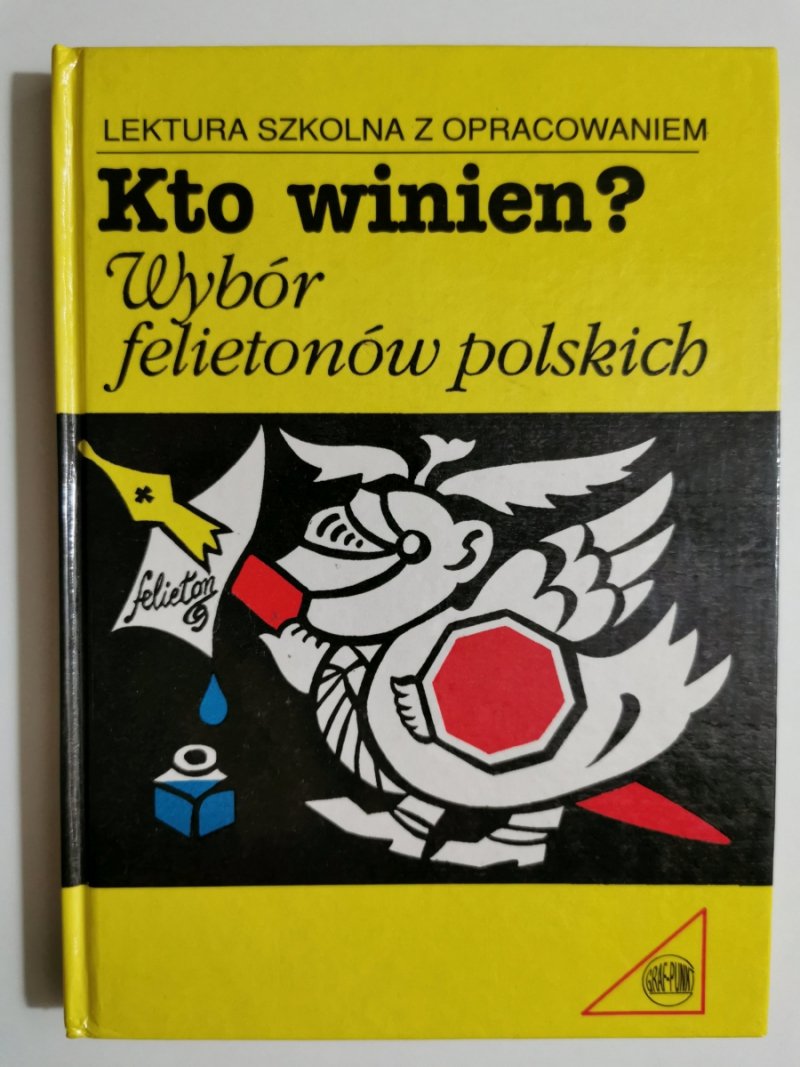 LEKTURA SZKOLNA Z OPRACOWANIEM
Kto winien?
Wybór
felietonów polskich
felieton
GRAF-PUNKT